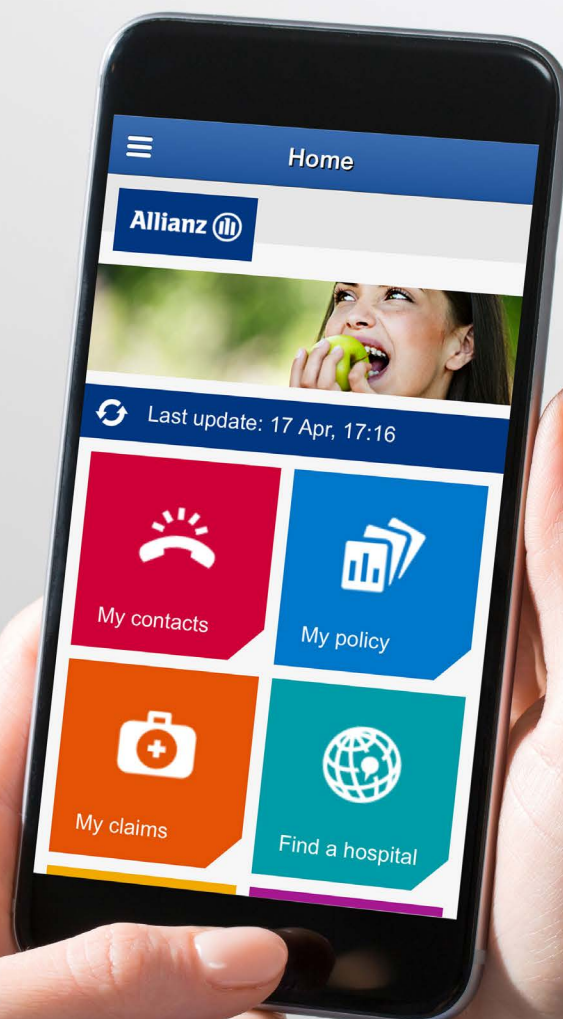 Home
Allianz
Last update: 17 Apr, 17:16
My contacts
My policy
My claims
Find a hospital